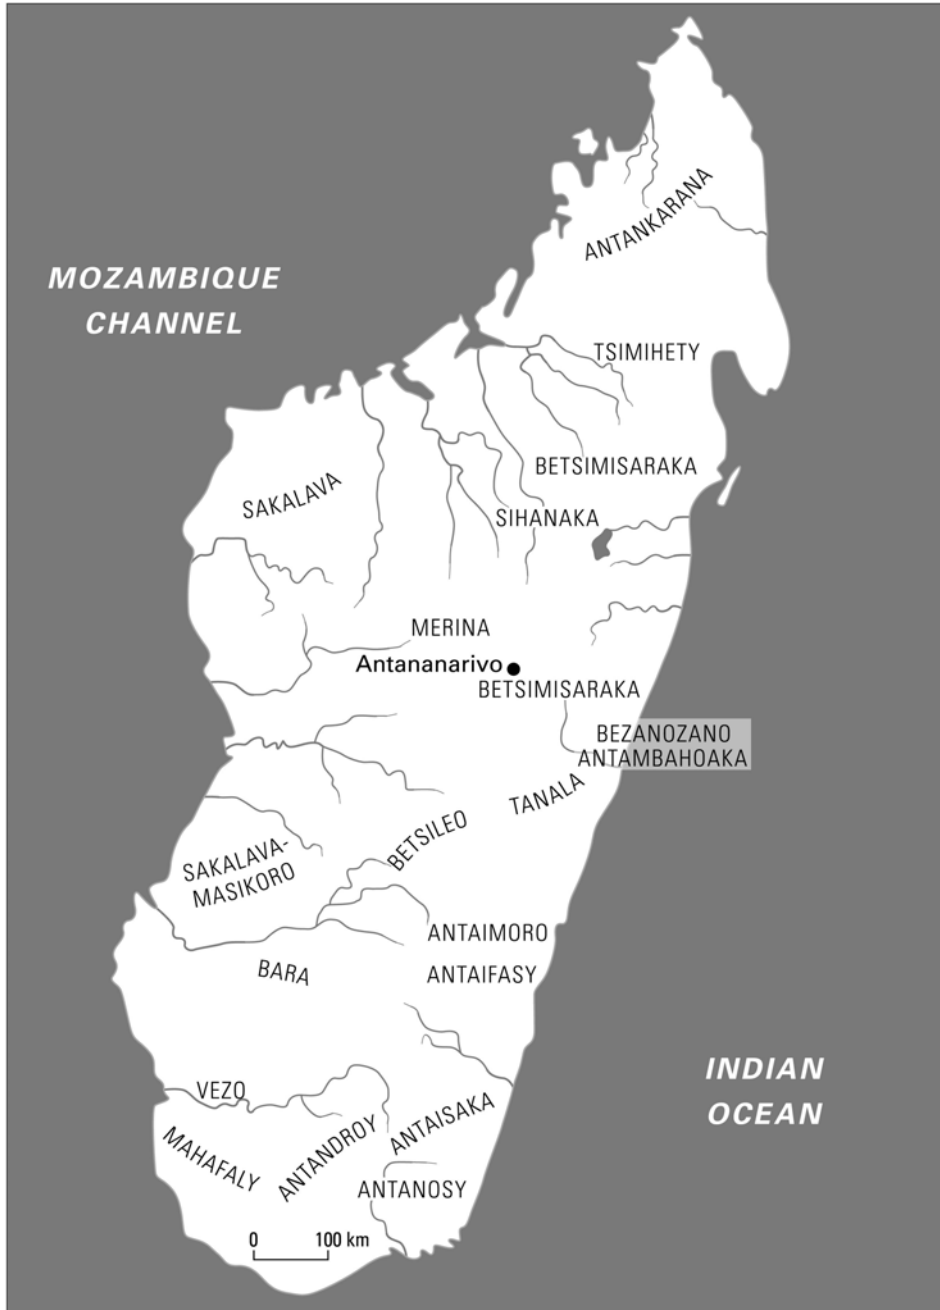 ANTANKARANA
MOZAMBIQUE
CHANNEL
TSIMIHETY
BETSIMISARAKA
SAKALAVA
SIHANAKA
MERINA
Antananarivo
BETSIMISARAKA
BEZANOZANO
ANTAMBAHOAKA
TANALA
BETSILEO
SAKALAVA-
MASIKORO
ANTAIMORO
BARA
ANTAIFASY
INDIAN
OCEAN
VEZO
ANTAISAKA
MAHAFALY
ANTANDROY
ANTANOSY
0 100 km